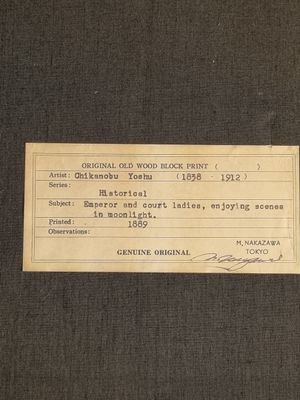 ORIGINAL OLD WOOD BLOCK PRINT ( )
Artist: Chikanobu Yoshu (1838 - 1912)
Series:
Historical
Subject: Emperor and court ladies, enjoying scenes
in moonlight.
Printed: 1889
Observations:
M, NAKAZAWA
GENUINE ORIGINAL TOKYO